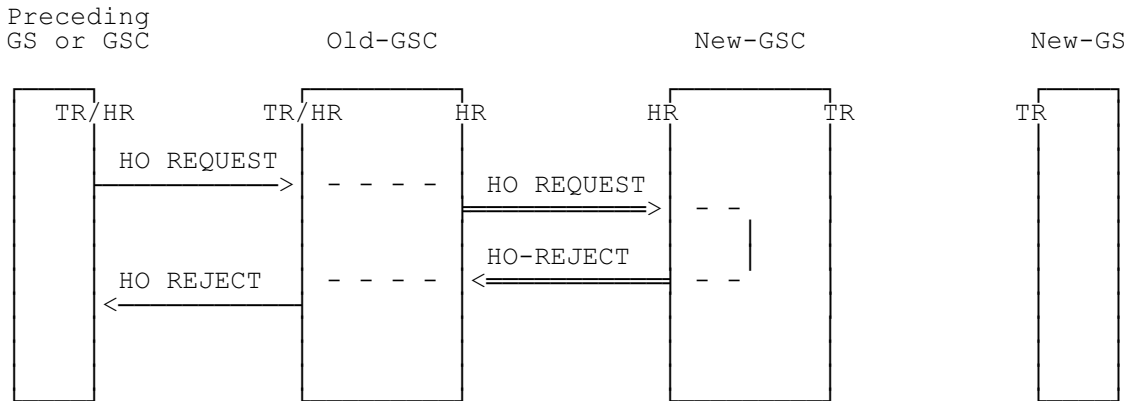 Preceding
GS or GSC Old-GSC New-GSC New-GS
TR/HR TR/HR HR HR TR TR
HO REQUEST
HO REQUEST
HO-REJECT
HO REJECT